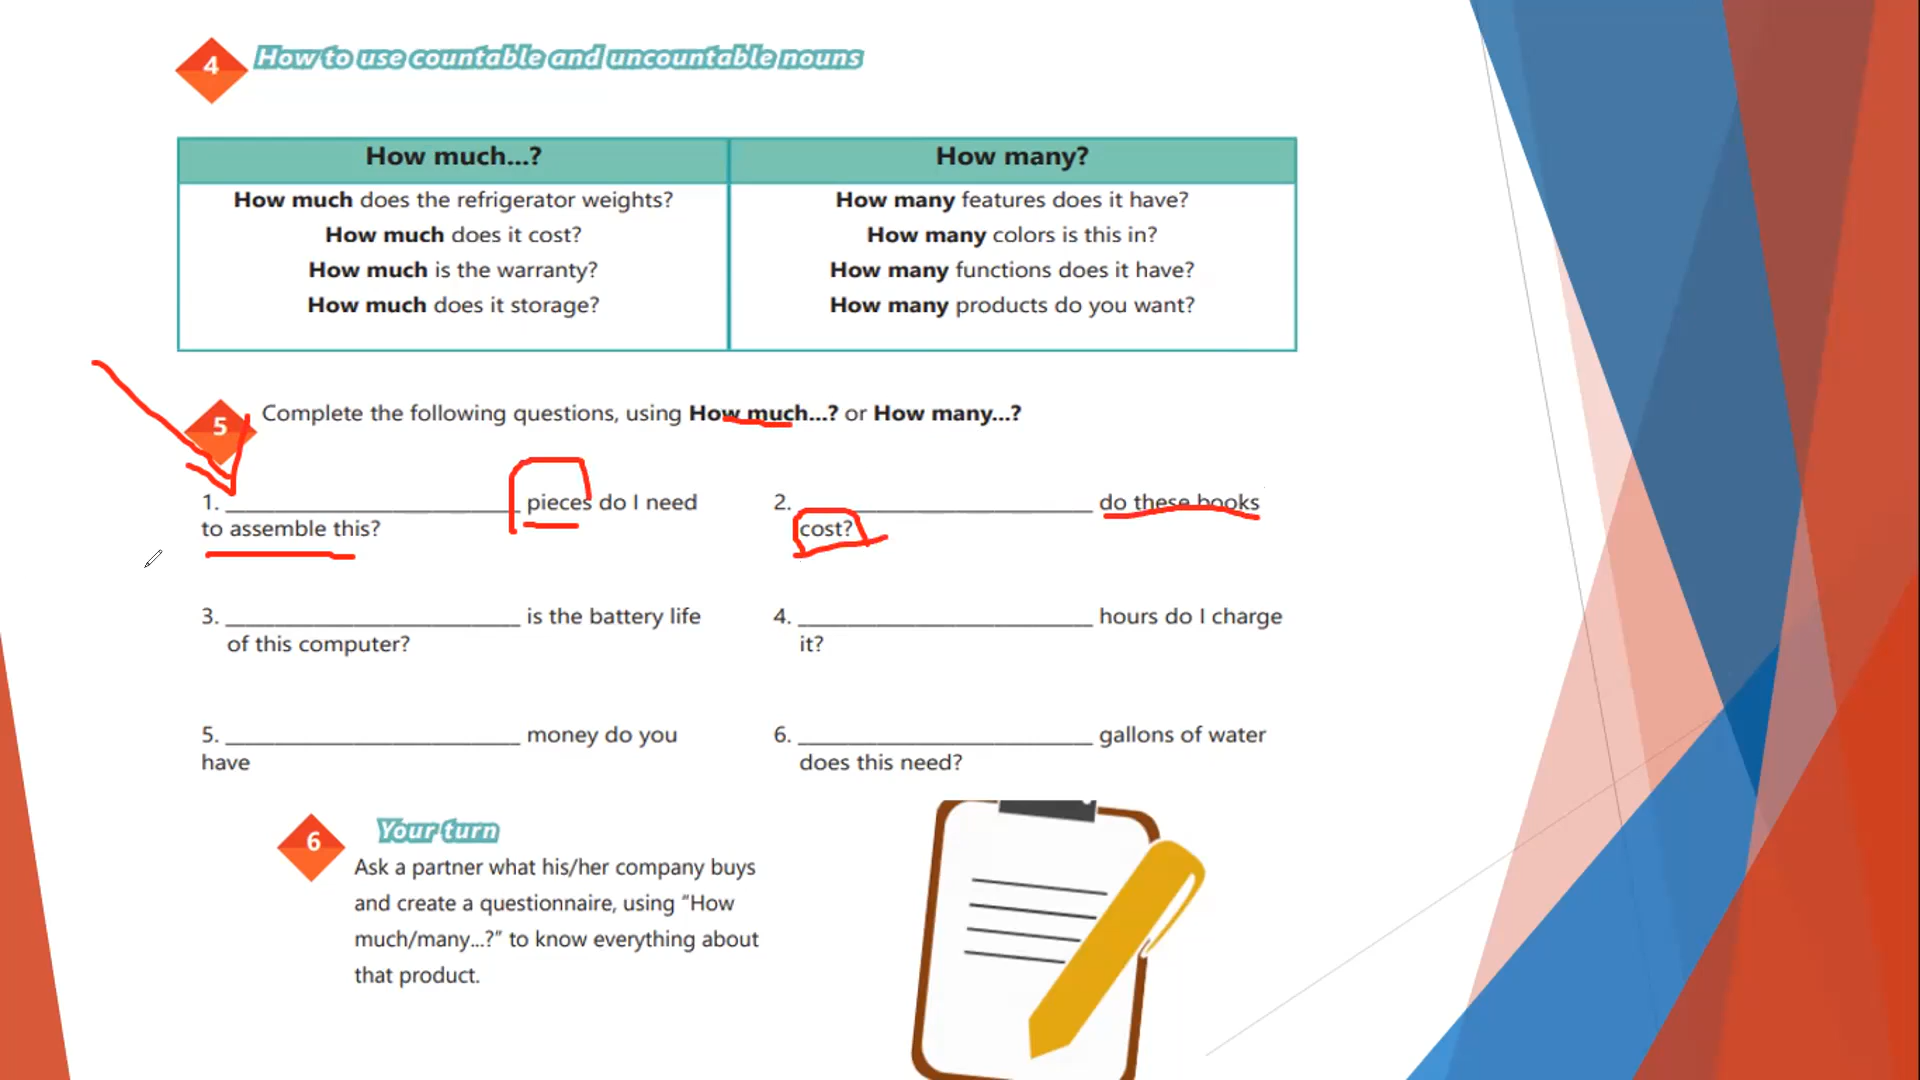 4 How to use countable and uncountable nouns
How much...? How many?
How much does the refrigerator weights? How many features does it have?
How much does it cost? How many colors is this in?
How much is the warranty? How many functions does it have?
How much does it storage? How many products do you want?
5 Complete the following questions, using How much...? or How many...?
1. ____________________ pieces do I need
to assemble this?
2. ____________________ do these books
cost?
3. ____________________ is the battery life
of this computer?
4. ____________________ hours do I charge
it?
5. ____________________ money do you
have
6. ____________________ gallons of water
does this need?
6 Your turn
Ask a partner what his/her company buys
and create a questionnaire, using "How
much/many...?" to know everything about
that product.